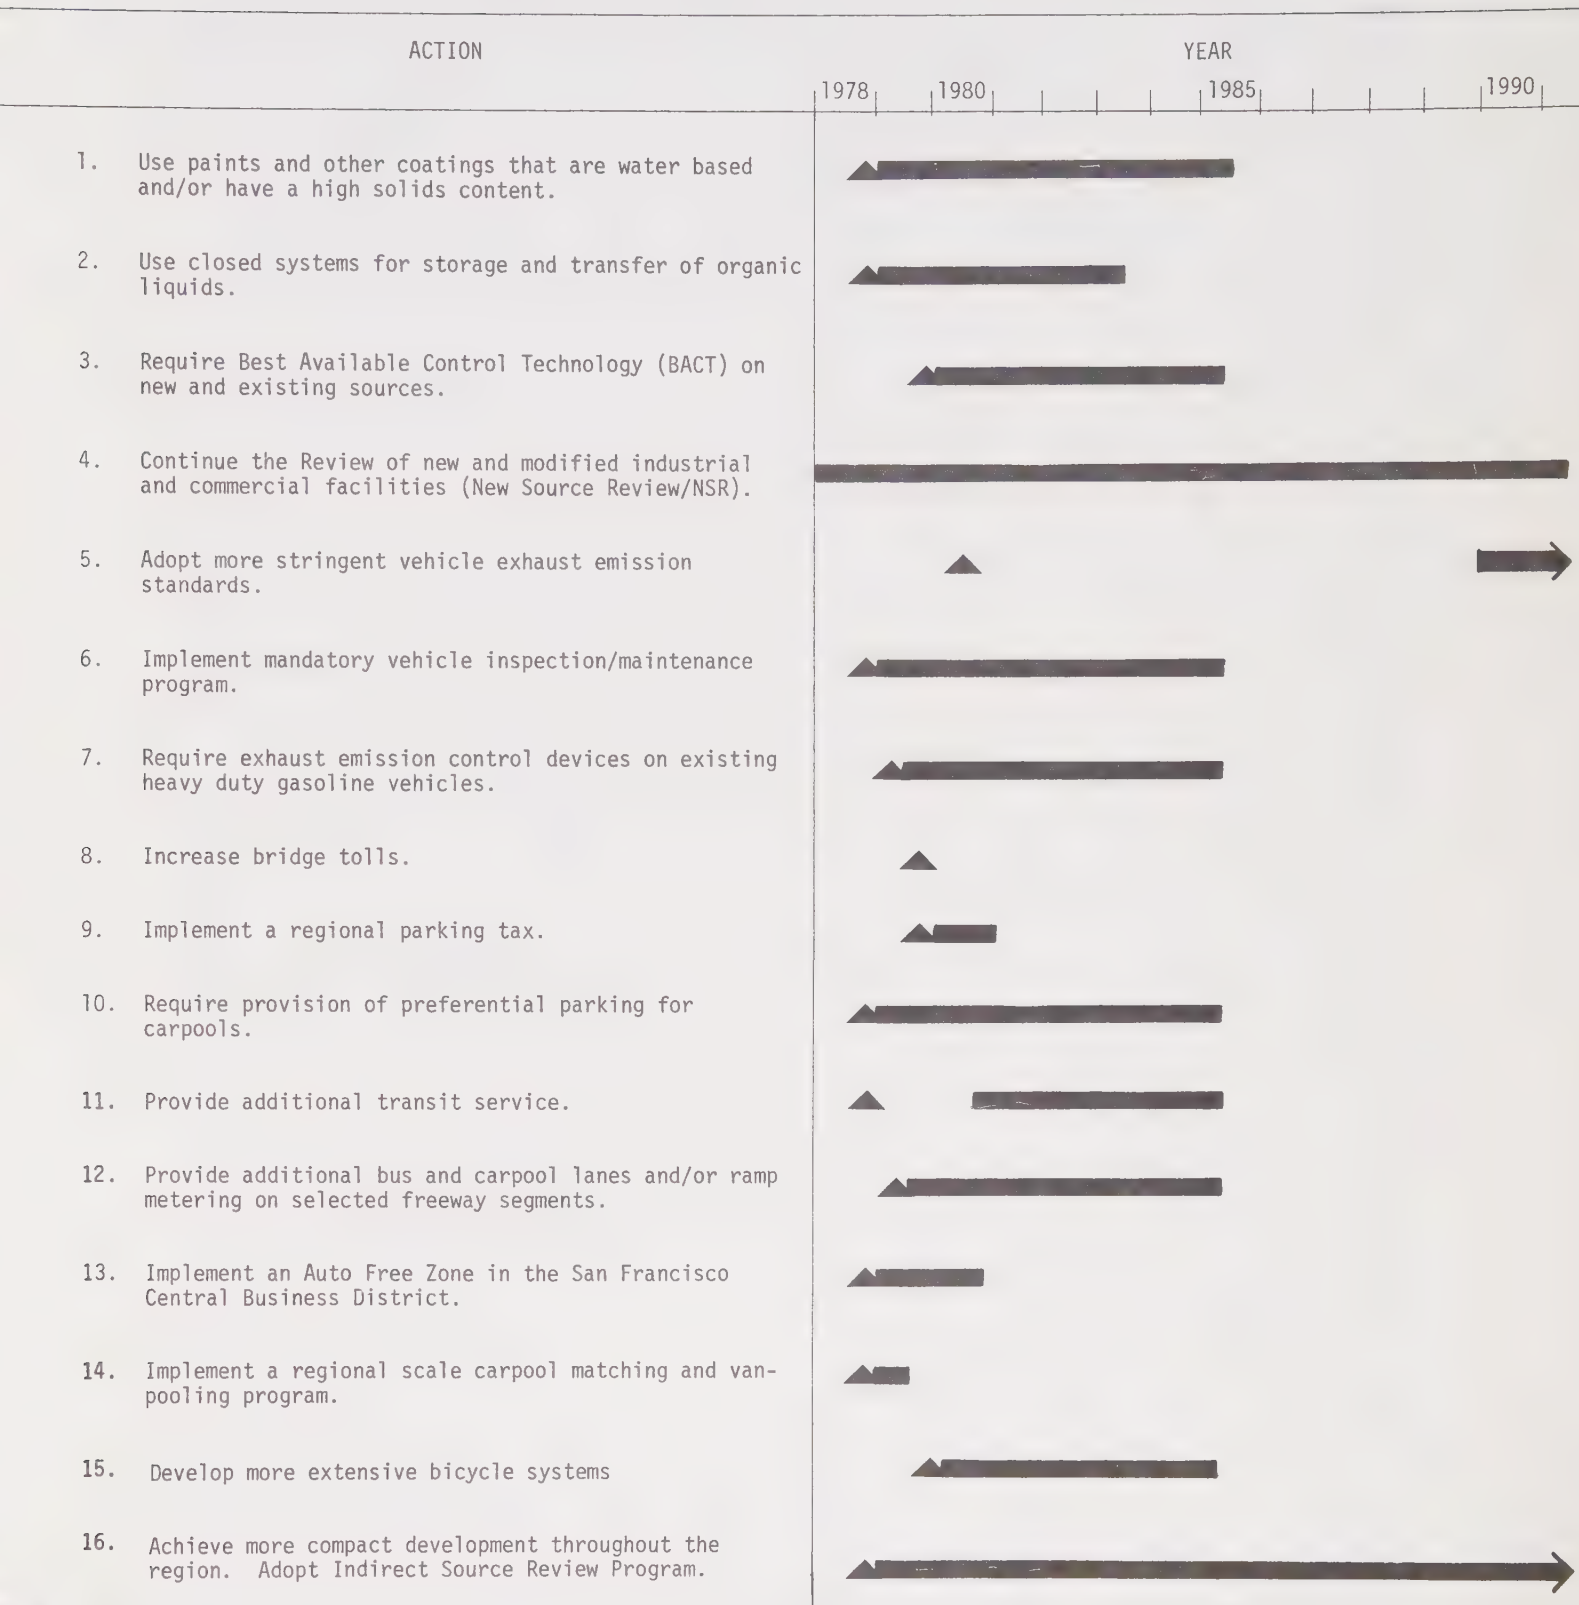 ACTION YEAR
1978 1980 1985 1990
1. Use paints and other coatings that are water based
and/or have a high solids content.
2. Use closed systems for storage and transfer of organic
liquids.
3. Require Best Available Control Technology (BACT) on
new and existing sources.
4. Continue the Review of new and modified industrial
and commercial facilities (New Source Review/NSR).
5. Adopt more stringent vehicle exhaust emission
standards.
6. Implement mandatory vehicle inspection/maintenance
program.
7. Require exhaust emission control devices on existing
heavy duty gasoline vehicles.
8. Increase bridge tolls.
9. Implement a regional parking tax.
10. Require provision of preferential parking for
carpools.
11. Provide additional transit service.
12. Provide additional bus and carpool lanes and/or ramp
metering on selected freeway segments.
13. Implement an Auto Free Zone in the San Francisco
Central Business District.
14. Implement a regional scale carpool matching and van-
pooling program.
15. Develop more extensive bicycle systems
16. Achieve more compact development throughout the
region. Adopt Indirect Source Review Program.